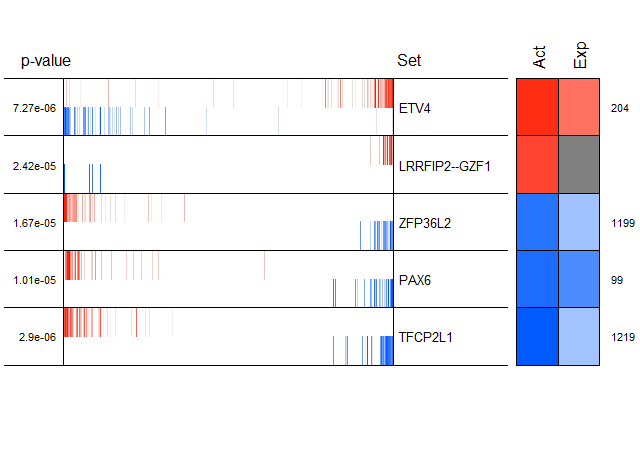 p-value Set Act Exp
7.27e-06 ETV4 204
2.42e-05 LRRFIP2--GZF1
1.67e-05 ZFP36L2 1199
1.01e-05 PAX6 99
2.9e-06 TFCP2L1 1219